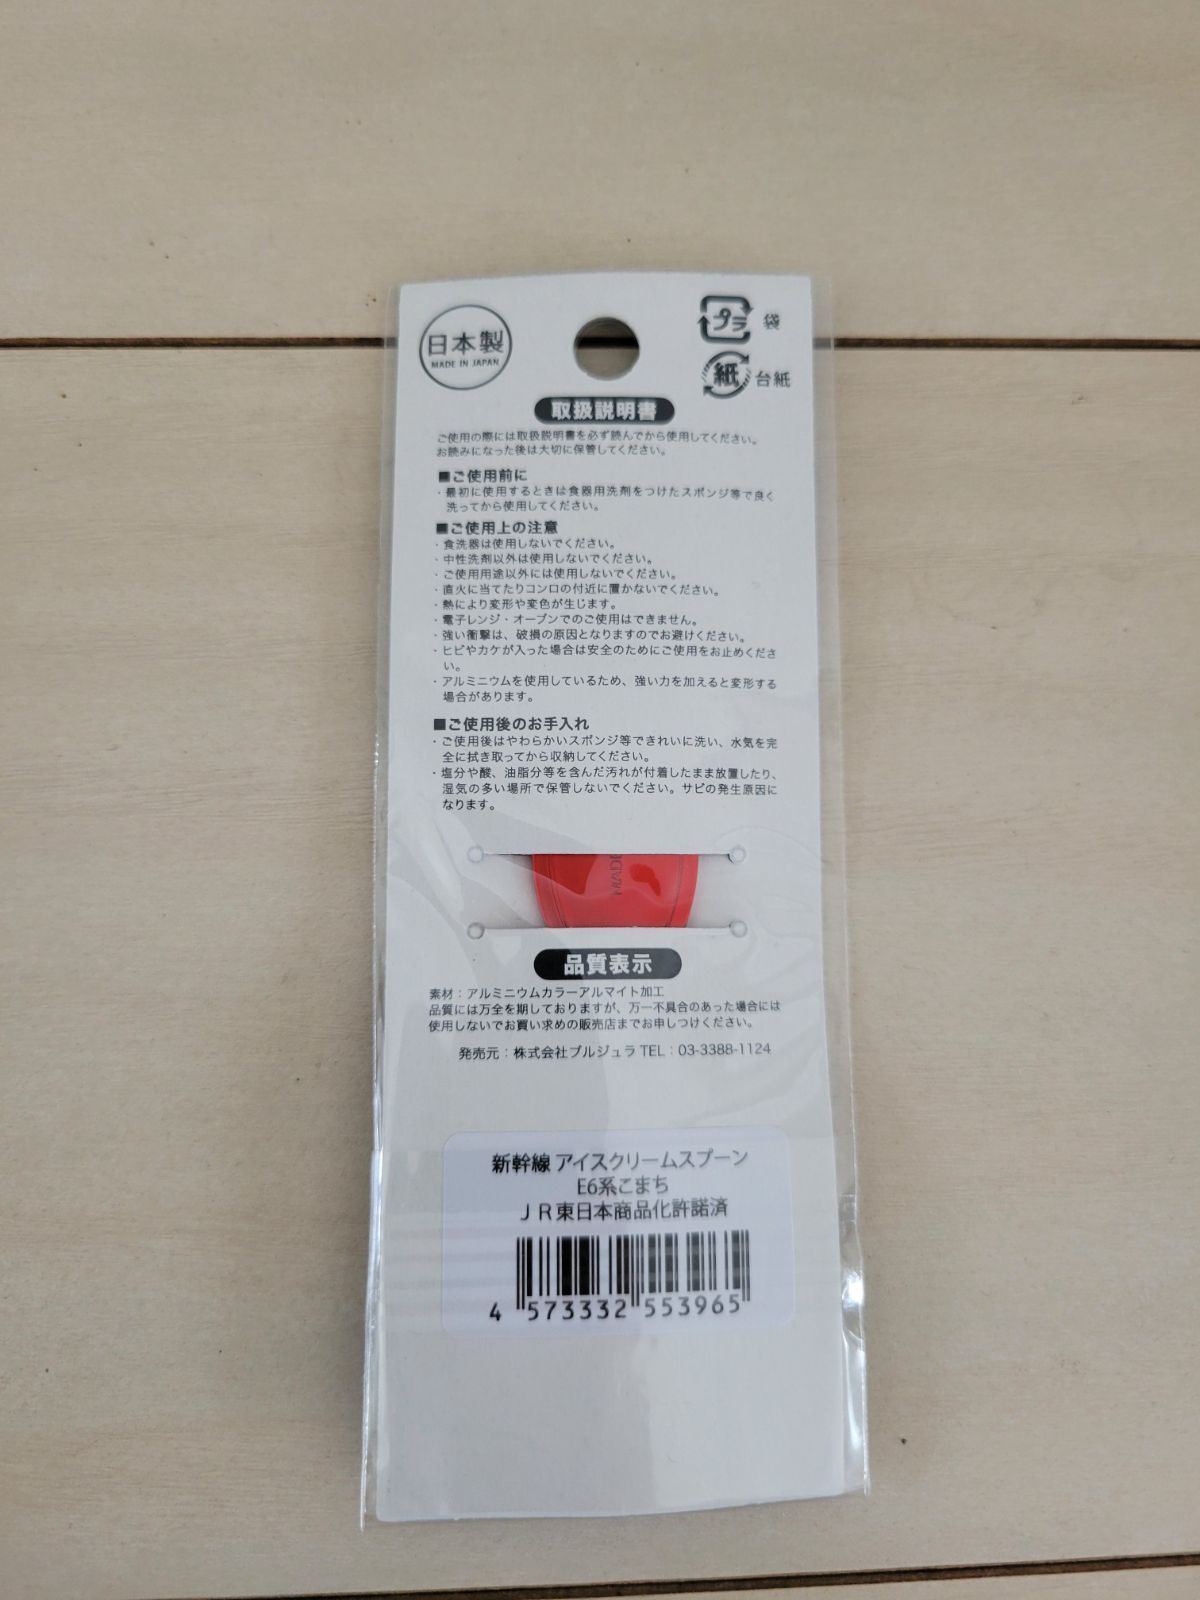 日本製
MADE IN JAPAN
プラ 袋
紙 台紙
取扱説明書
ご使用の際には取扱説明書を必ず読んでから使用してください。
お読みになった後は大切に保管してください。
■ご使用前に
・最初に使用するときは食器用洗剤をつけたスポンジ等で良く
洗ってから使用してください。
■ご使用上の注意
・食洗器は使用しないでください。
・中性洗剤以外は使用しないでください。
・ご使用用途以外には使用しないでください。
・直火に当てたりコンロの付近に置かないでください。
・熱により変形や変色が生じます。
・電子レンジ・オーブンでのご使用はできません。
・強い衝撃は、破損の原因となりますのでお避けください。
・ヒビやカケが入った場合は安全のためにご使用をお止めくださ
い。
・アルミニウムを使用しているため、強い力を加えると変形する
場合があります。
■ご使用後のお手入れ
・ご使用後はやわらかいスポンジ等できれいに洗い、水気を完
全に拭き取ってから収納してください。
・塩分や酸、油脂分等を含んだ汚れが付着したまま放置したり、
湿気の多い場所で保管しないでください。サビの発生原因に
なります。
MADE
品質表示
素材：アルミニウムカラーアルマイト加工
品質には万全を期しておりますが、万一不具合のあった場合には
使用しないでお買い求めの販売店までお申しつけください。
発売元：株式会社ブルジュラ TEL：03-3388-1124
新幹線 アイスクリームスプーン
E6系こまち
ＪＲ東日本商品化許諾済
4 573332 553965